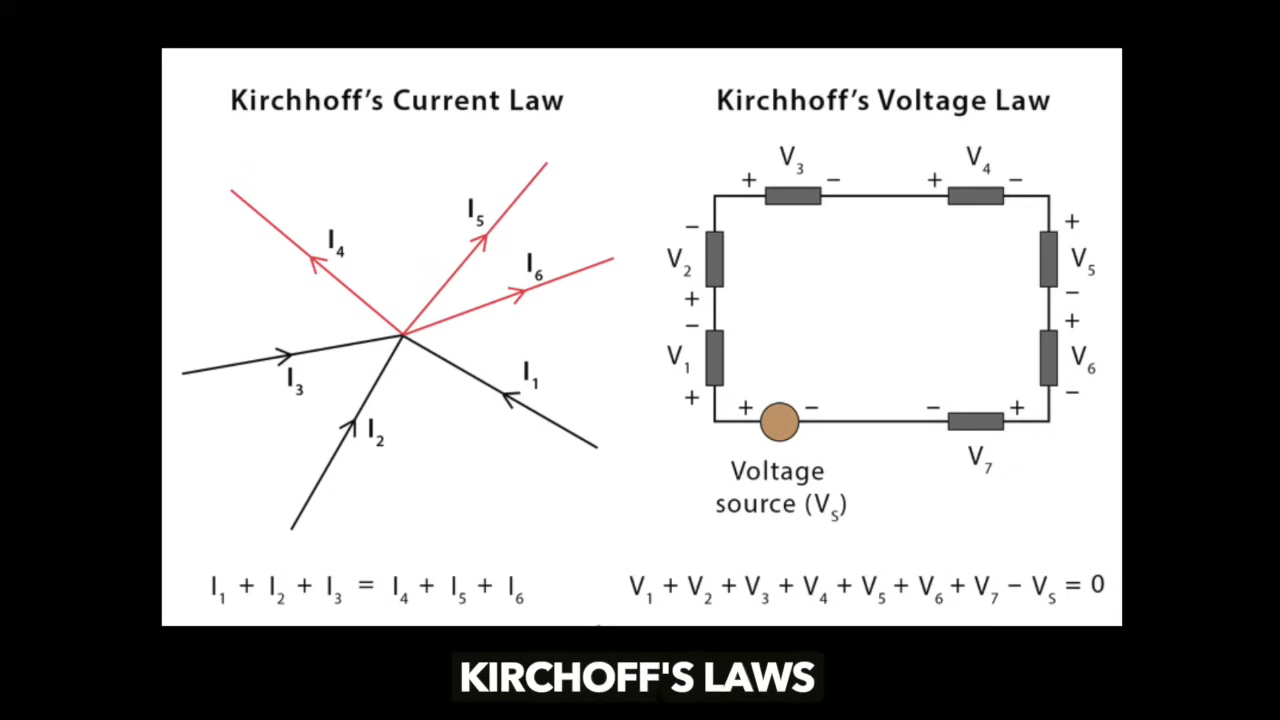 Kirchhoff's Current Law
I₄
I₅
I₆
I₃
I₁
I₂
I₁ + I₂ + I₃ = I₄ + I₅ + I₆
Kirchhoff's Voltage Law
V₃ V₄
+ − + −
− +
V₂ V₅
+ −
− +
V₁ V₆
+ −
+ − − +
V₇
Voltage
source (Vₛ)
V₁ + V₂ + V₃ + V₄ + V₅ + V₆ + V₇ − Vₛ = 0
KIRCHOFF'S LAWS